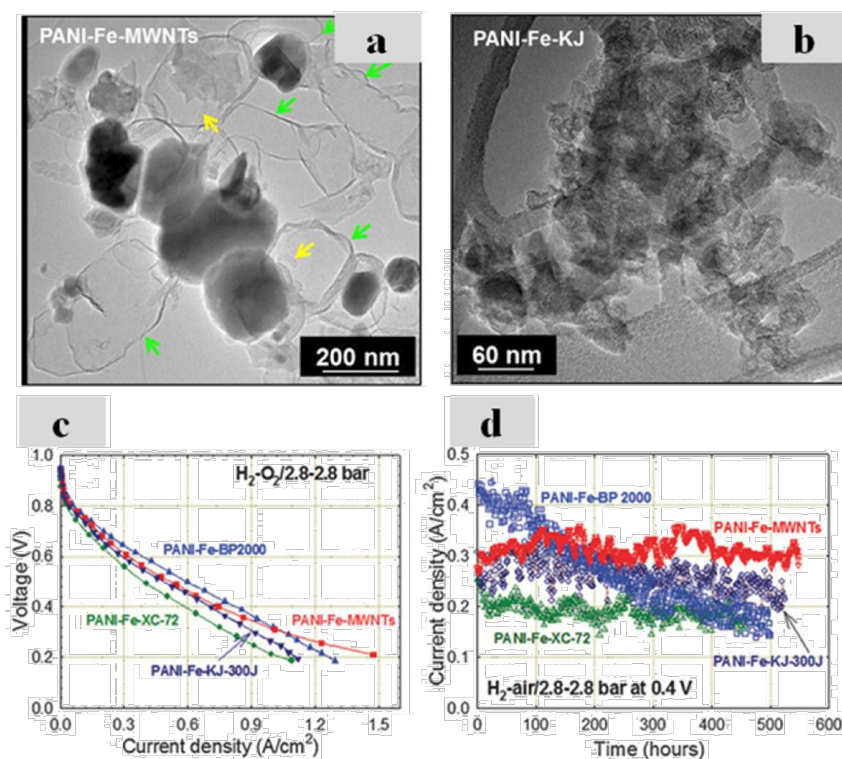 PANI-Fe-MWNTs
a
200 nm
PANI-Fe-KJ
b
60 nm
c
H₂-O₂/2.8-2.8 bar
PANI-Fe-BP2000
PANI-Fe-XC-72
PANI-Fe-MWNTs
PANI-Fe-KJ-300J
Voltage (V)
1.0
0.8
0.6
0.4
0.2
0.0
0.0 0.3 0.6 0.9 1.2 1.5
Current density (A/cm²)
d
PANI-Fe-BP 2000
PANI-Fe-MWNTs
PANI-Fe-XC-72
PANI-Fe-KJ-300J
H₂-air/2.8-2.8 bar at 0.4 V
Current density (A/cm²)
0.5
0.4
0.3
0.2
0.1
0.0
0 100 200 300 400 500 600
Time (hours)